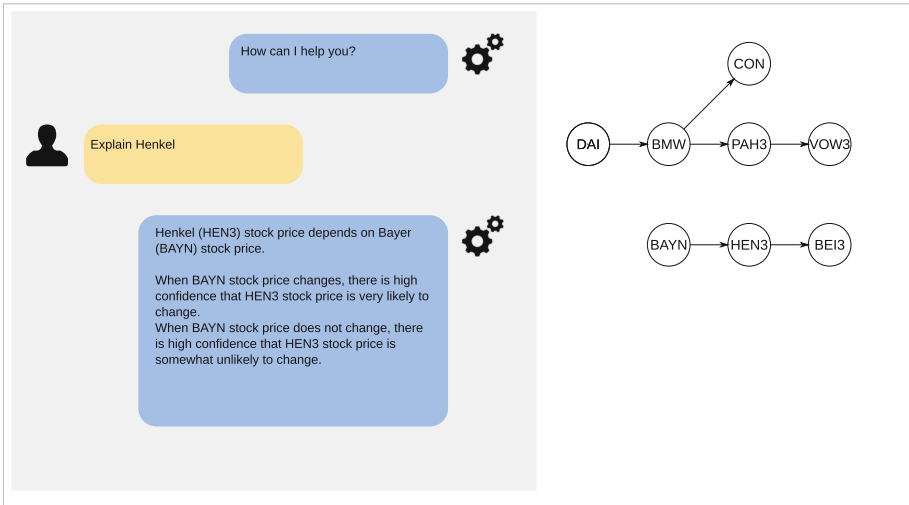 How can I help you?
Explain Henkel
Henkel (HEN3) stock price depends on Bayer
(BAYN) stock price.
When BAYN stock price changes, there is high
confidence that HEN3 stock price is very likely to
change.
When BAYN stock price does not change, there
is high confidence that HEN3 stock price is
somewhat unlikely to change.
CON
DAI BMW PAH3 VOW3
BAYN HEN3 BEI3